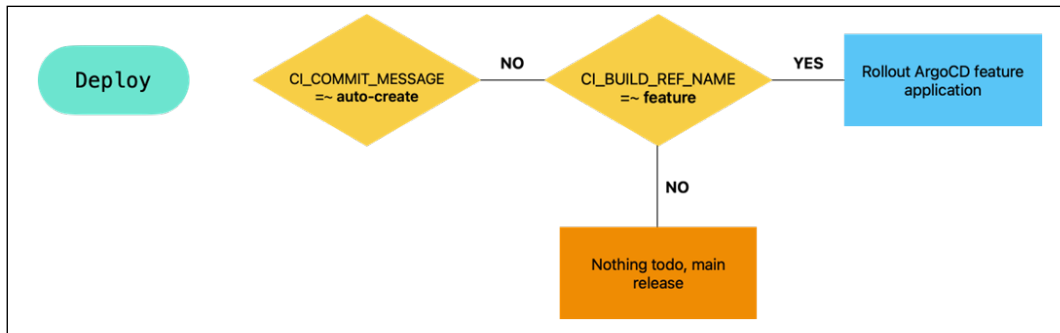 Deploy
CI_COMMIT_MESSAGE
=~ auto-create
NO
CI_BUILD_REF_NAME
=~ feature
YES
Rollout ArgoCD feature
application
NO
Nothing todo, main
release